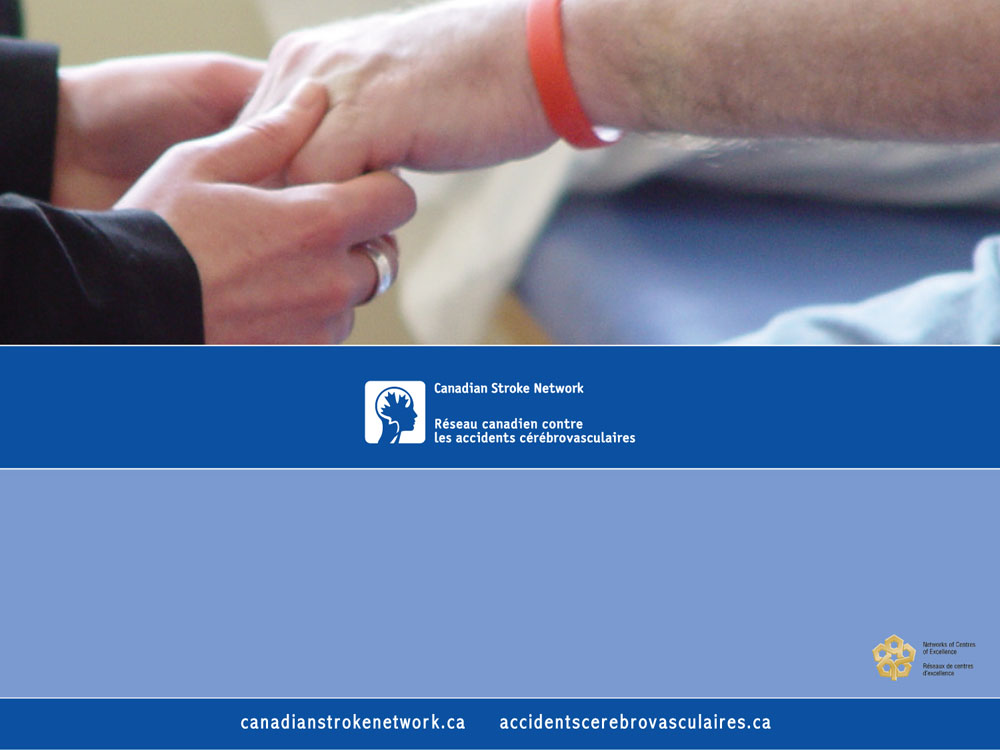 Canadian Stroke Network
Réseau canadien contre
les accidents cérébrovasculaires
Networks of Centres
of Excellence
Réseaux de centres
d'excellence
canadianstrokenetwork.ca accidentscerebrovasculaires.ca